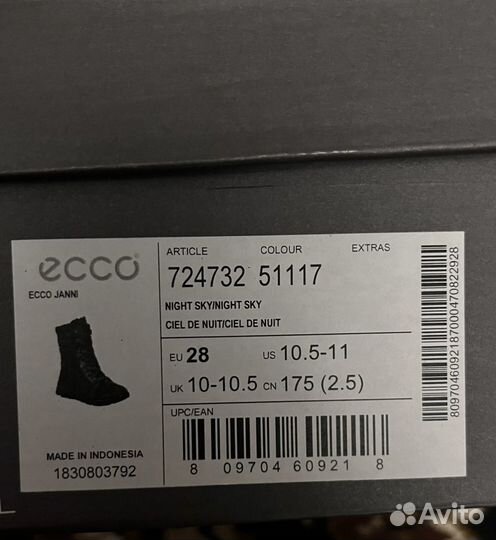 ecco
ECCO JANNI
MADE IN INDONESIA
1830803792
ARTICLE COLOUR EXTRAS
724732 51117
NIGHT SKY/NIGHT SKY
CIEL DE NUIT/CIEL DE NUIT
EU 28 US 10.5-11
UK 10-10.5 CN 175 (2.5)
UPC/EAN
8 09704 60921 8
8097046092187000470822928
L
Avito